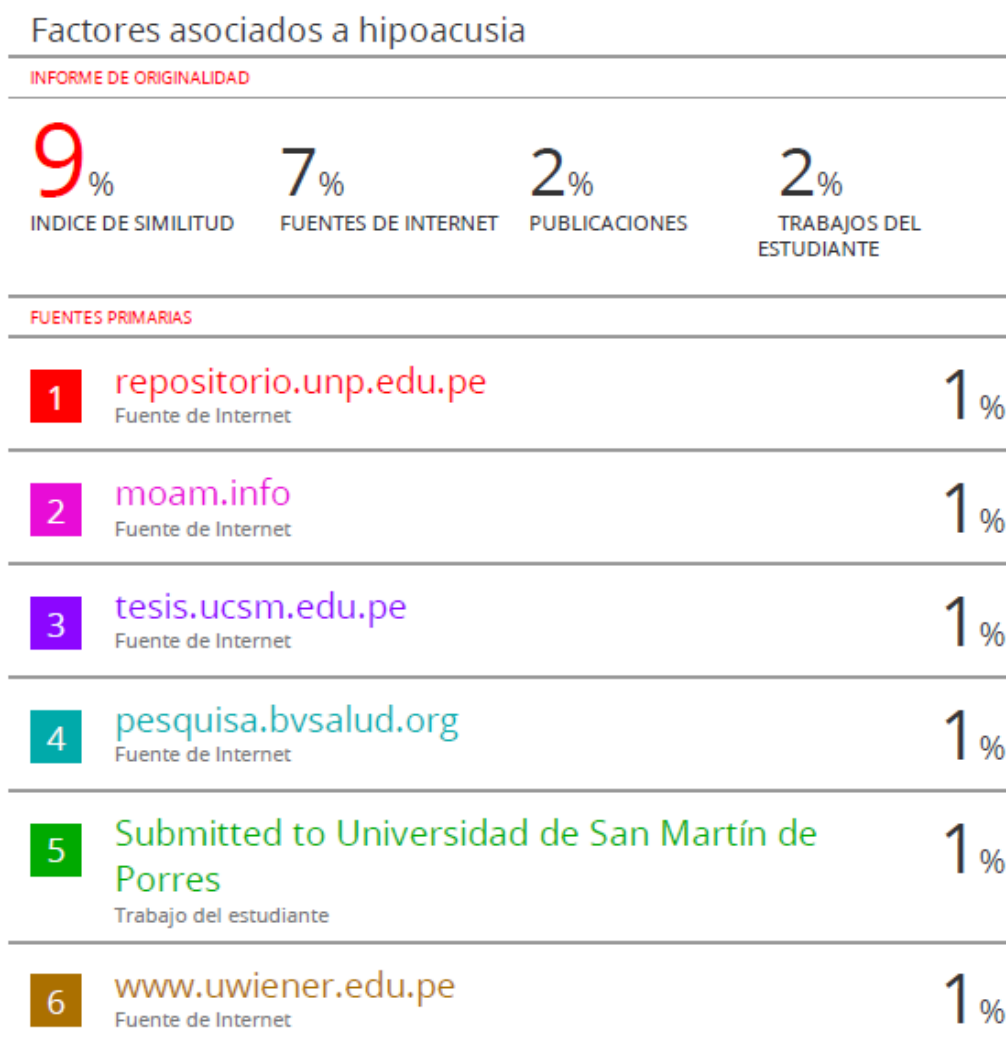 Factores asociados a hipoacusia
INFORME DE ORIGINALIDAD
9% 7% 2% 2%
INDICE DE SIMILITUD FUENTES DE INTERNET PUBLICACIONES TRABAJOS DEL
ESTUDIANTE
FUENTES PRIMARIAS
1 repositorio.unp.edu.pe 1%
Fuente de Internet
2 moam.info 1%
Fuente de Internet
3 tesis.ucsm.edu.pe 1%
Fuente de Internet
4 pesquisa.bvsalud.org 1%
Fuente de Internet
5 Submitted to Universidad de San Martín de 1%
Porres
Trabajo del estudiante
6 www.uwiener.edu.pe 1%
Fuente de Internet